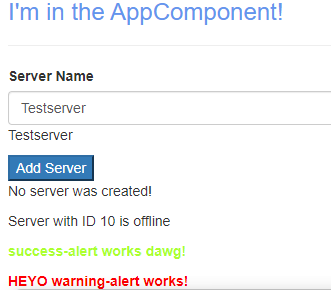 I'm in the AppComponent!
Server Name
Testserver
Testserver
Add Server
No server was created!
Server with ID 10 is offline
success-alert works dawg!
HEYO warning-alert works!